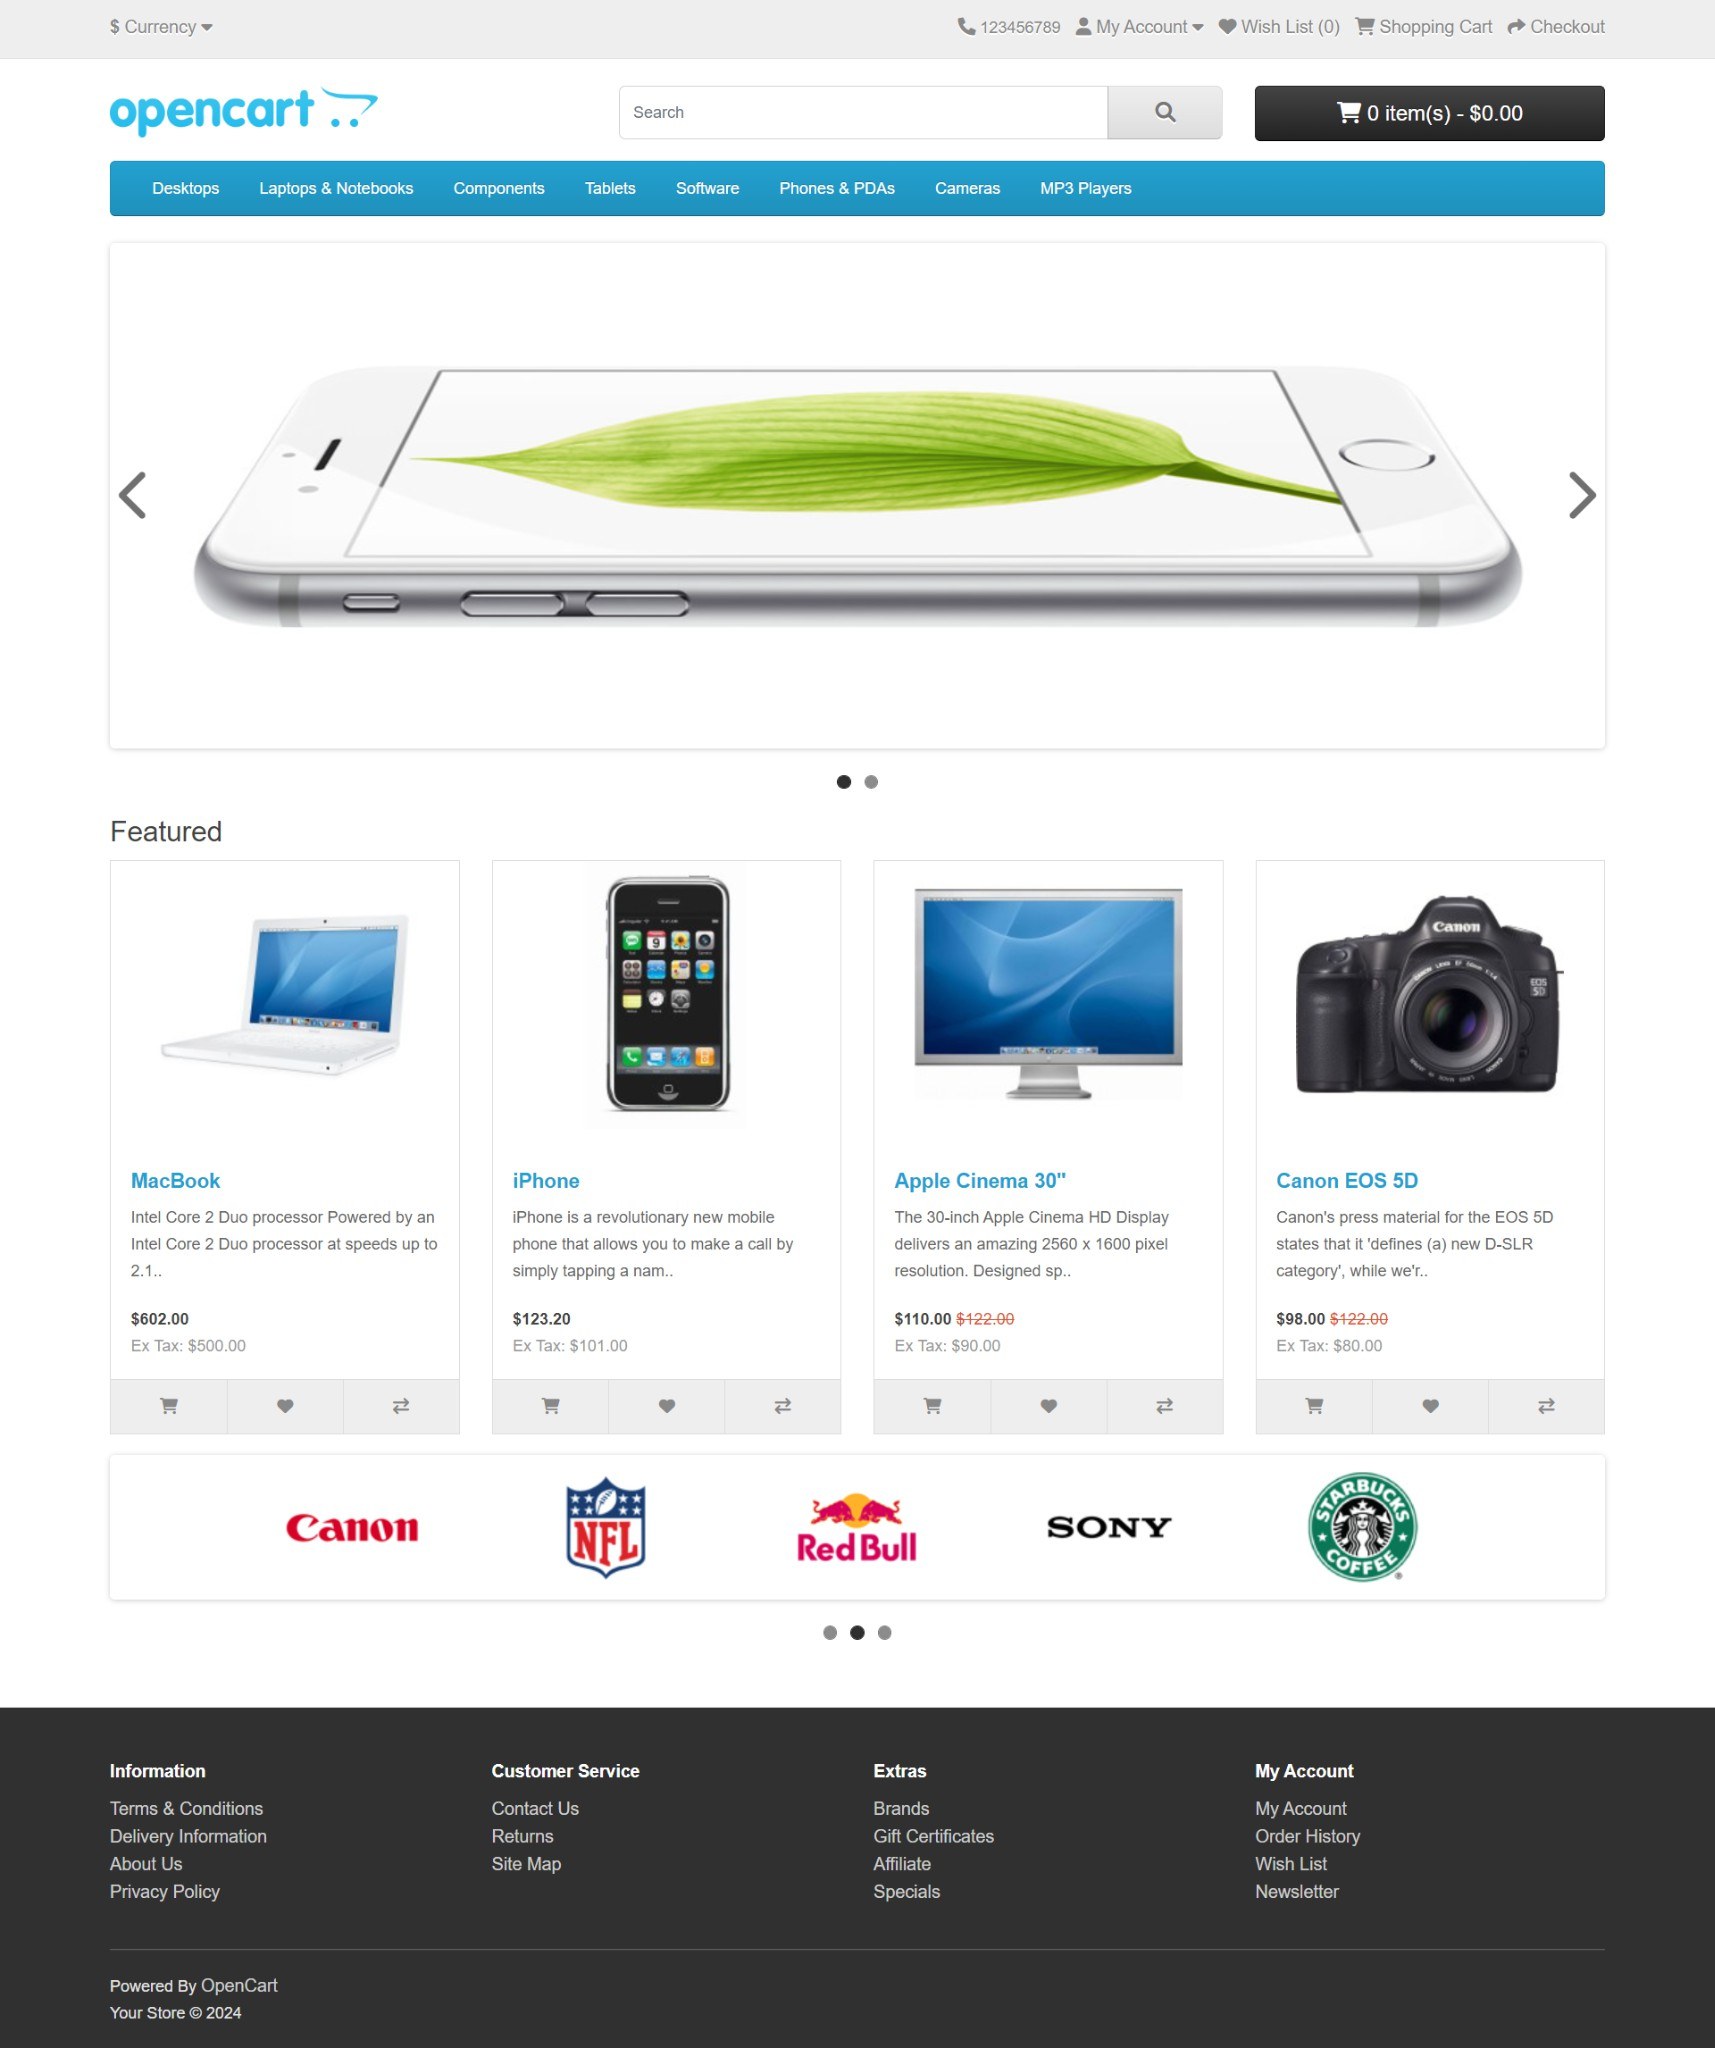 $ Currency
123456789 My Account Wish List (0) Shopping Cart Checkout
opencart
Search
0 item(s) - $0.00
Desktops Laptops & Notebooks Components Tablets Software Phones & PDAs Cameras MP3 Players
Featured
MacBook
Intel Core 2 Duo processor Powered by an
Intel Core 2 Duo processor at speeds up to
2.1..
$602.00
Ex Tax: $500.00
iPhone
iPhone is a revolutionary new mobile
phone that allows you to make a call by
simply tapping a nam..
$123.20
Ex Tax: $101.00
Apple Cinema 30"
The 30-inch Apple Cinema HD Display
delivers an amazing 2560 x 1600 pixel
resolution. Designed sp..
$110.00 $122.00
Ex Tax: $90.00
Canon
EOS
5D
Canon EOS 5D
Canon's press material for the EOS 5D
states that it 'defines (a) new D-SLR
category', while we'r..
$98.00 $122.00
Ex Tax: $80.00
Canon
NFL
Red Bull
SONY
STARBUCKS
COFFEE
®
Information
Terms & Conditions
Delivery Information
About Us
Privacy Policy
Customer Service
Contact Us
Returns
Site Map
Extras
Brands
Gift Certificates
Affiliate
Specials
My Account
My Account
Order History
Wish List
Newsletter
Powered By OpenCart
Your Store © 2024